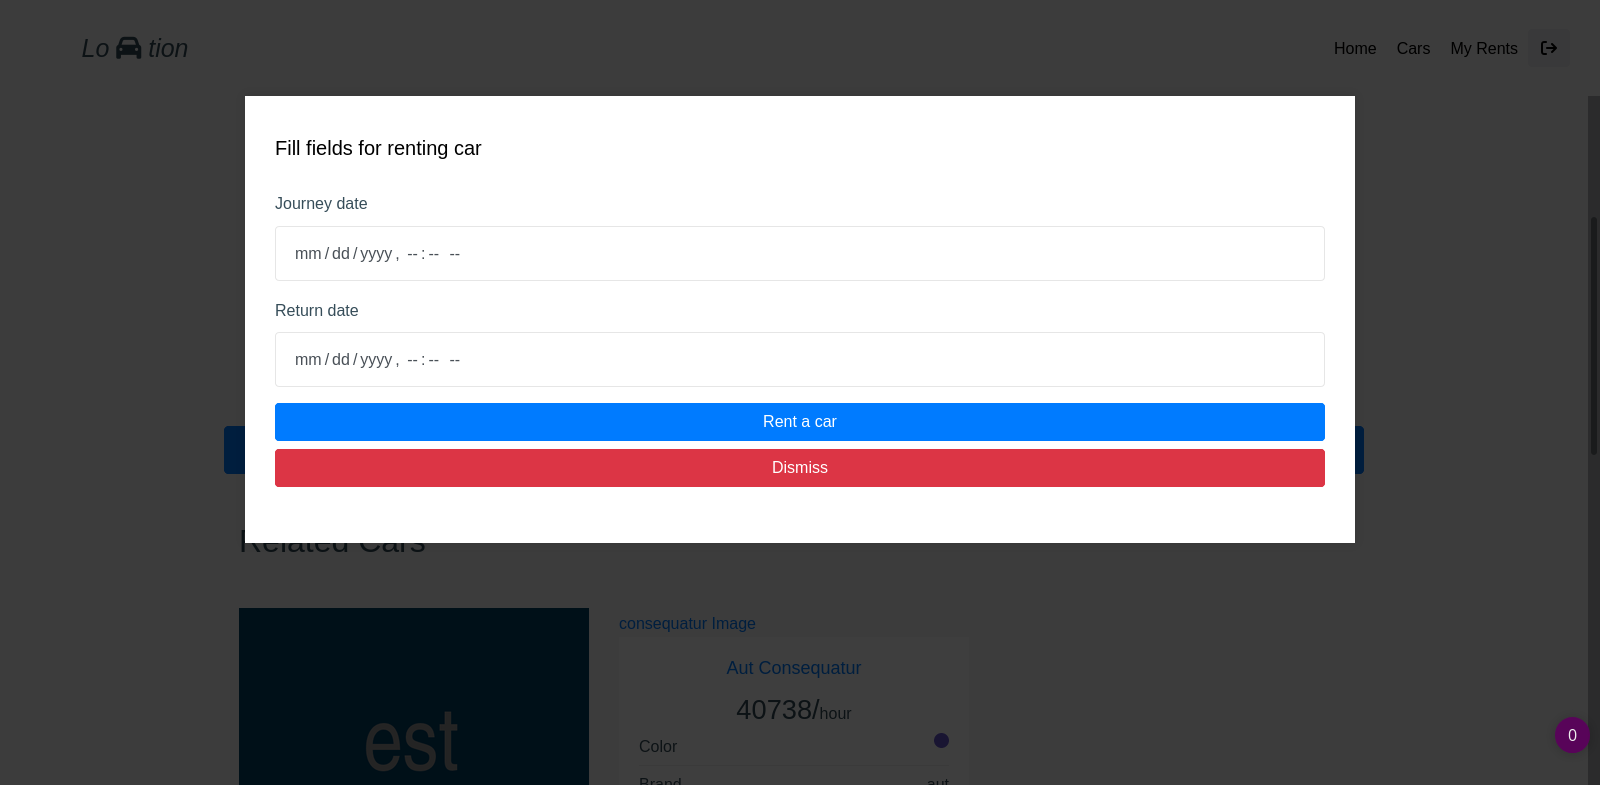 Lo tion
Home Cars My Rents
Fill fields for renting car
Journey date
mm/dd/yyyy, --:-- --
Return date
mm/dd/yyyy, --:-- --
Rent a car
Dismiss
Related Cars
est
consequatur Image
Aut Consequatur
40738/hour
Color
Brand aut
0